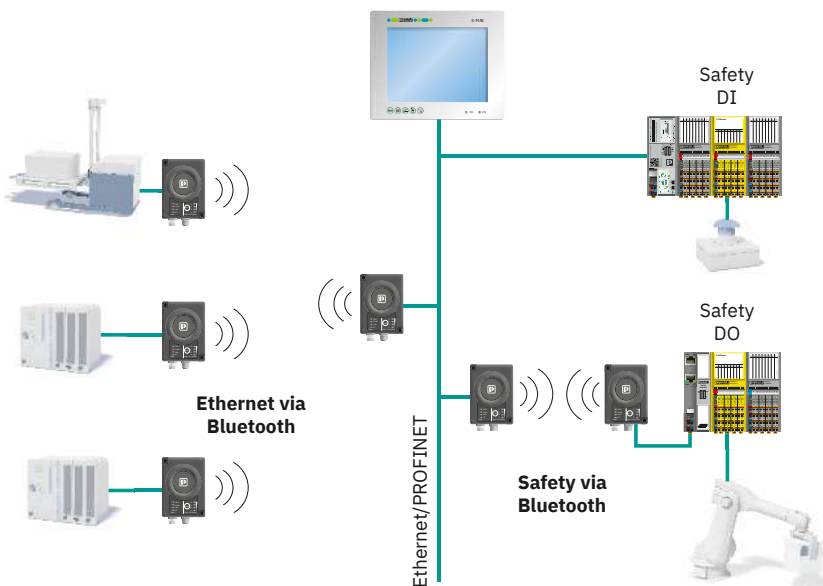 Safety
DI
Safety
DO
Ethernet via
Bluetooth
Ethernet/PROFINET
Safety via
Bluetooth